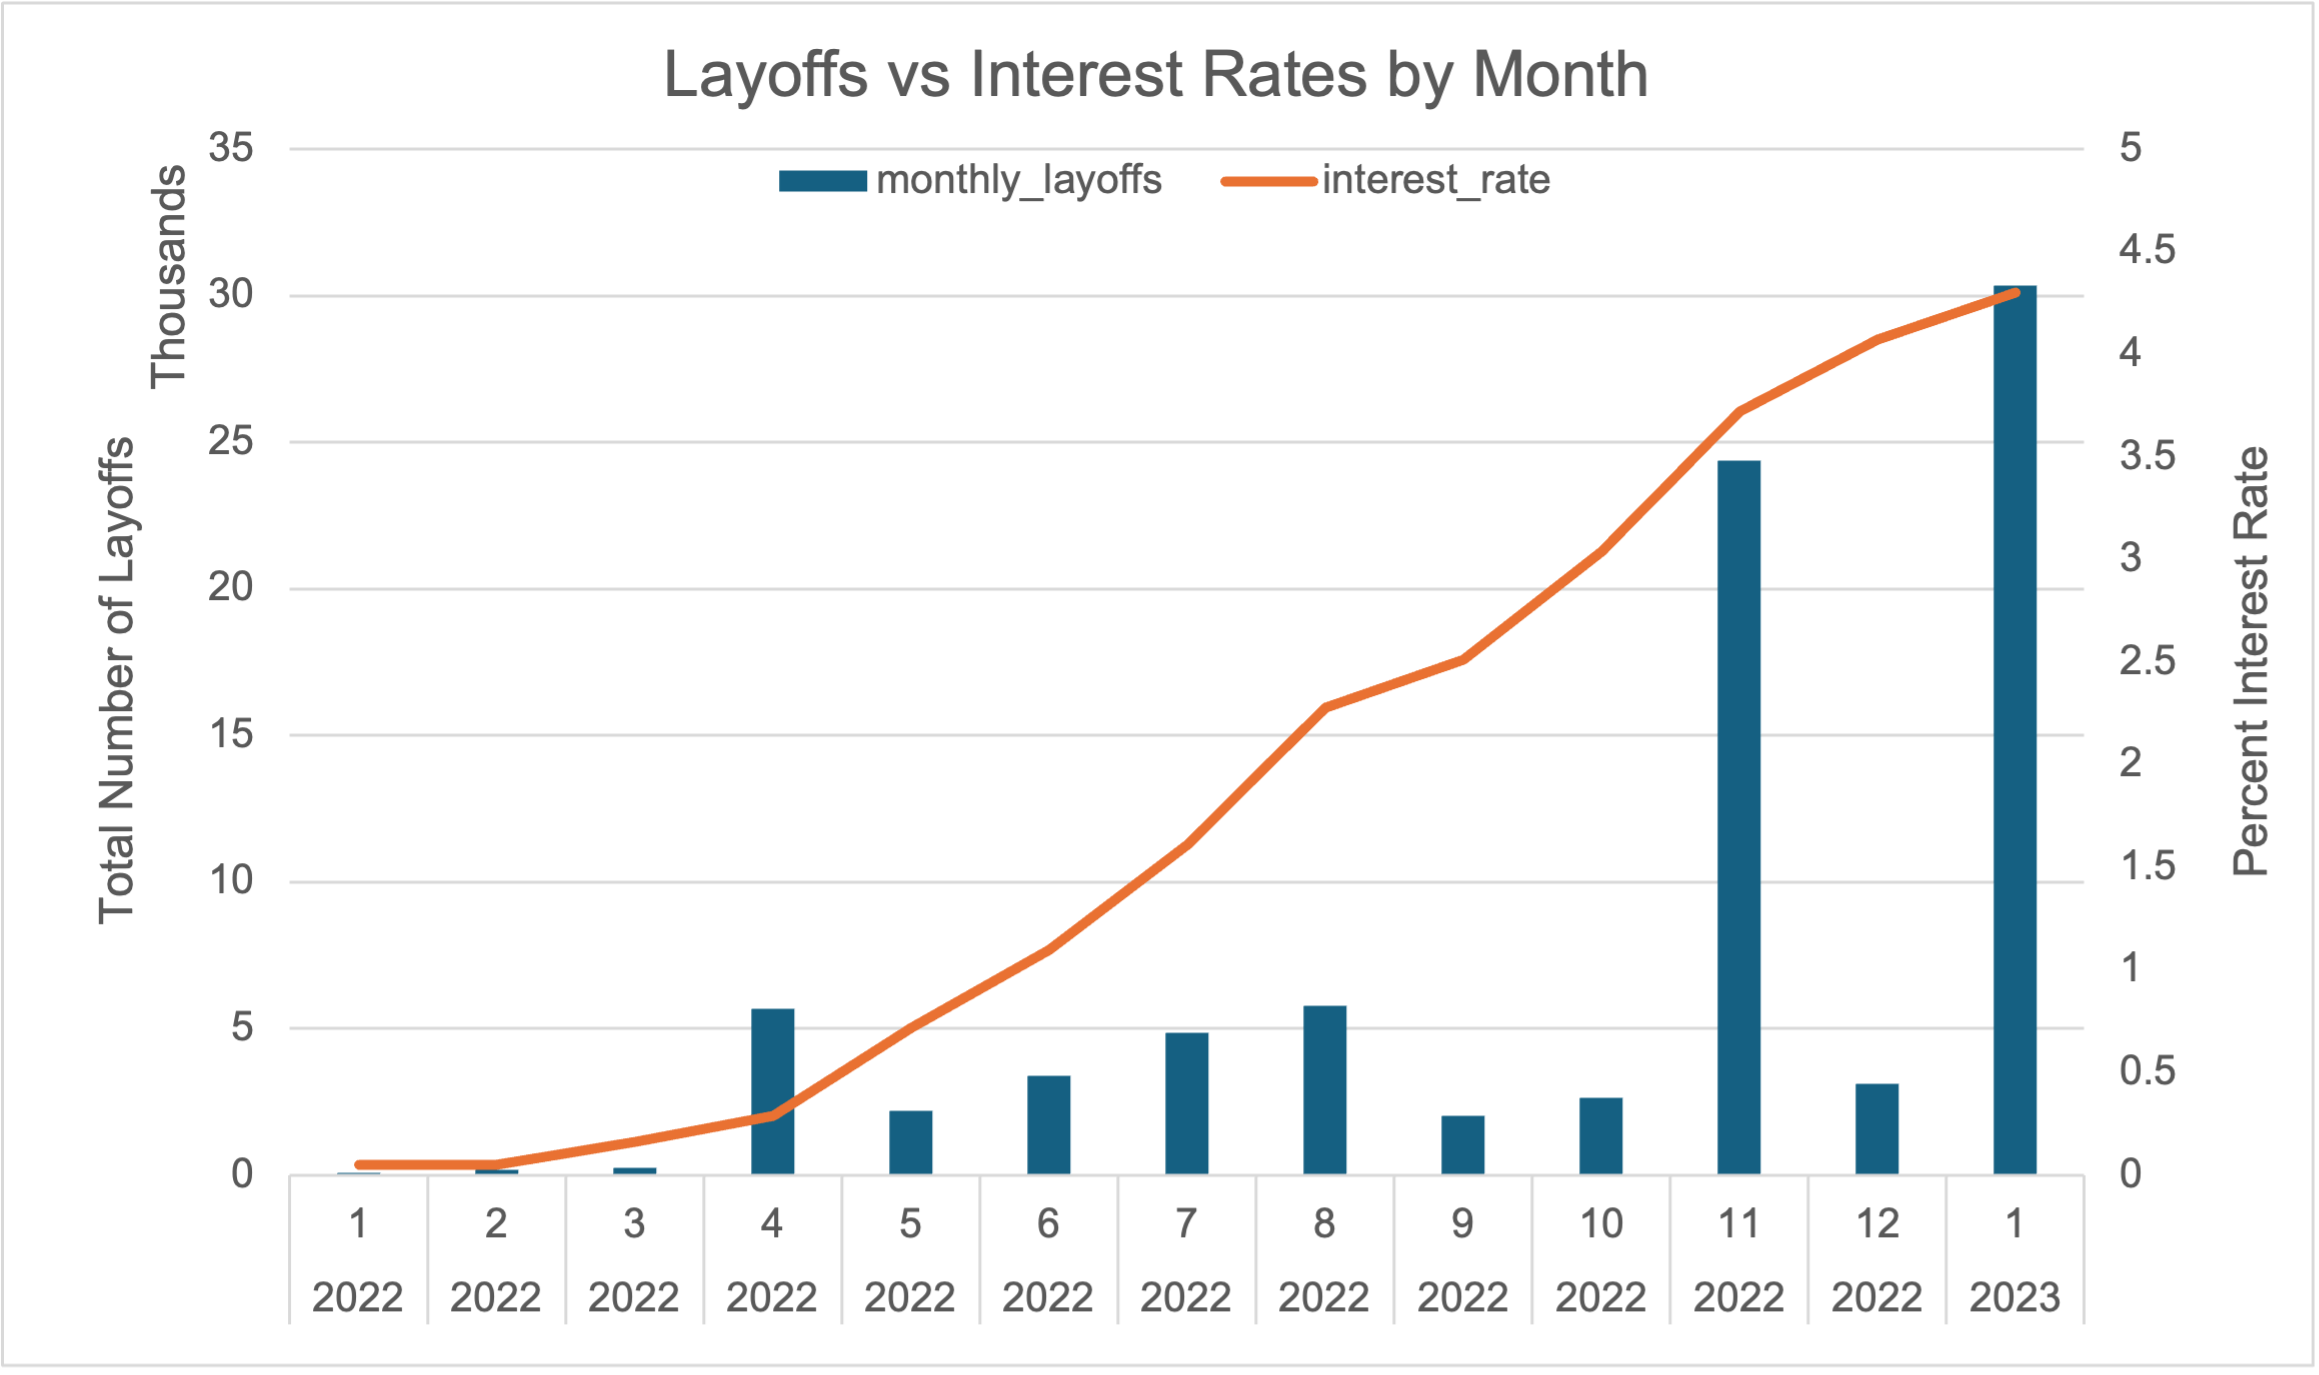 Layoffs vs Interest Rates by Month
monthly_layoffs interest_rate
Thousands
Total Number of Layoffs
35
30
25
20
15
10
5
0
5
4.5
4
3.5
3
2.5
2
1.5
1
0.5
0
Percent Interest Rate
1 2 3 4 5 6 7 8 9 10 11 12 1
2022 2022 2022 2022 2022 2022 2022 2022 2022 2022 2022 2022 2023